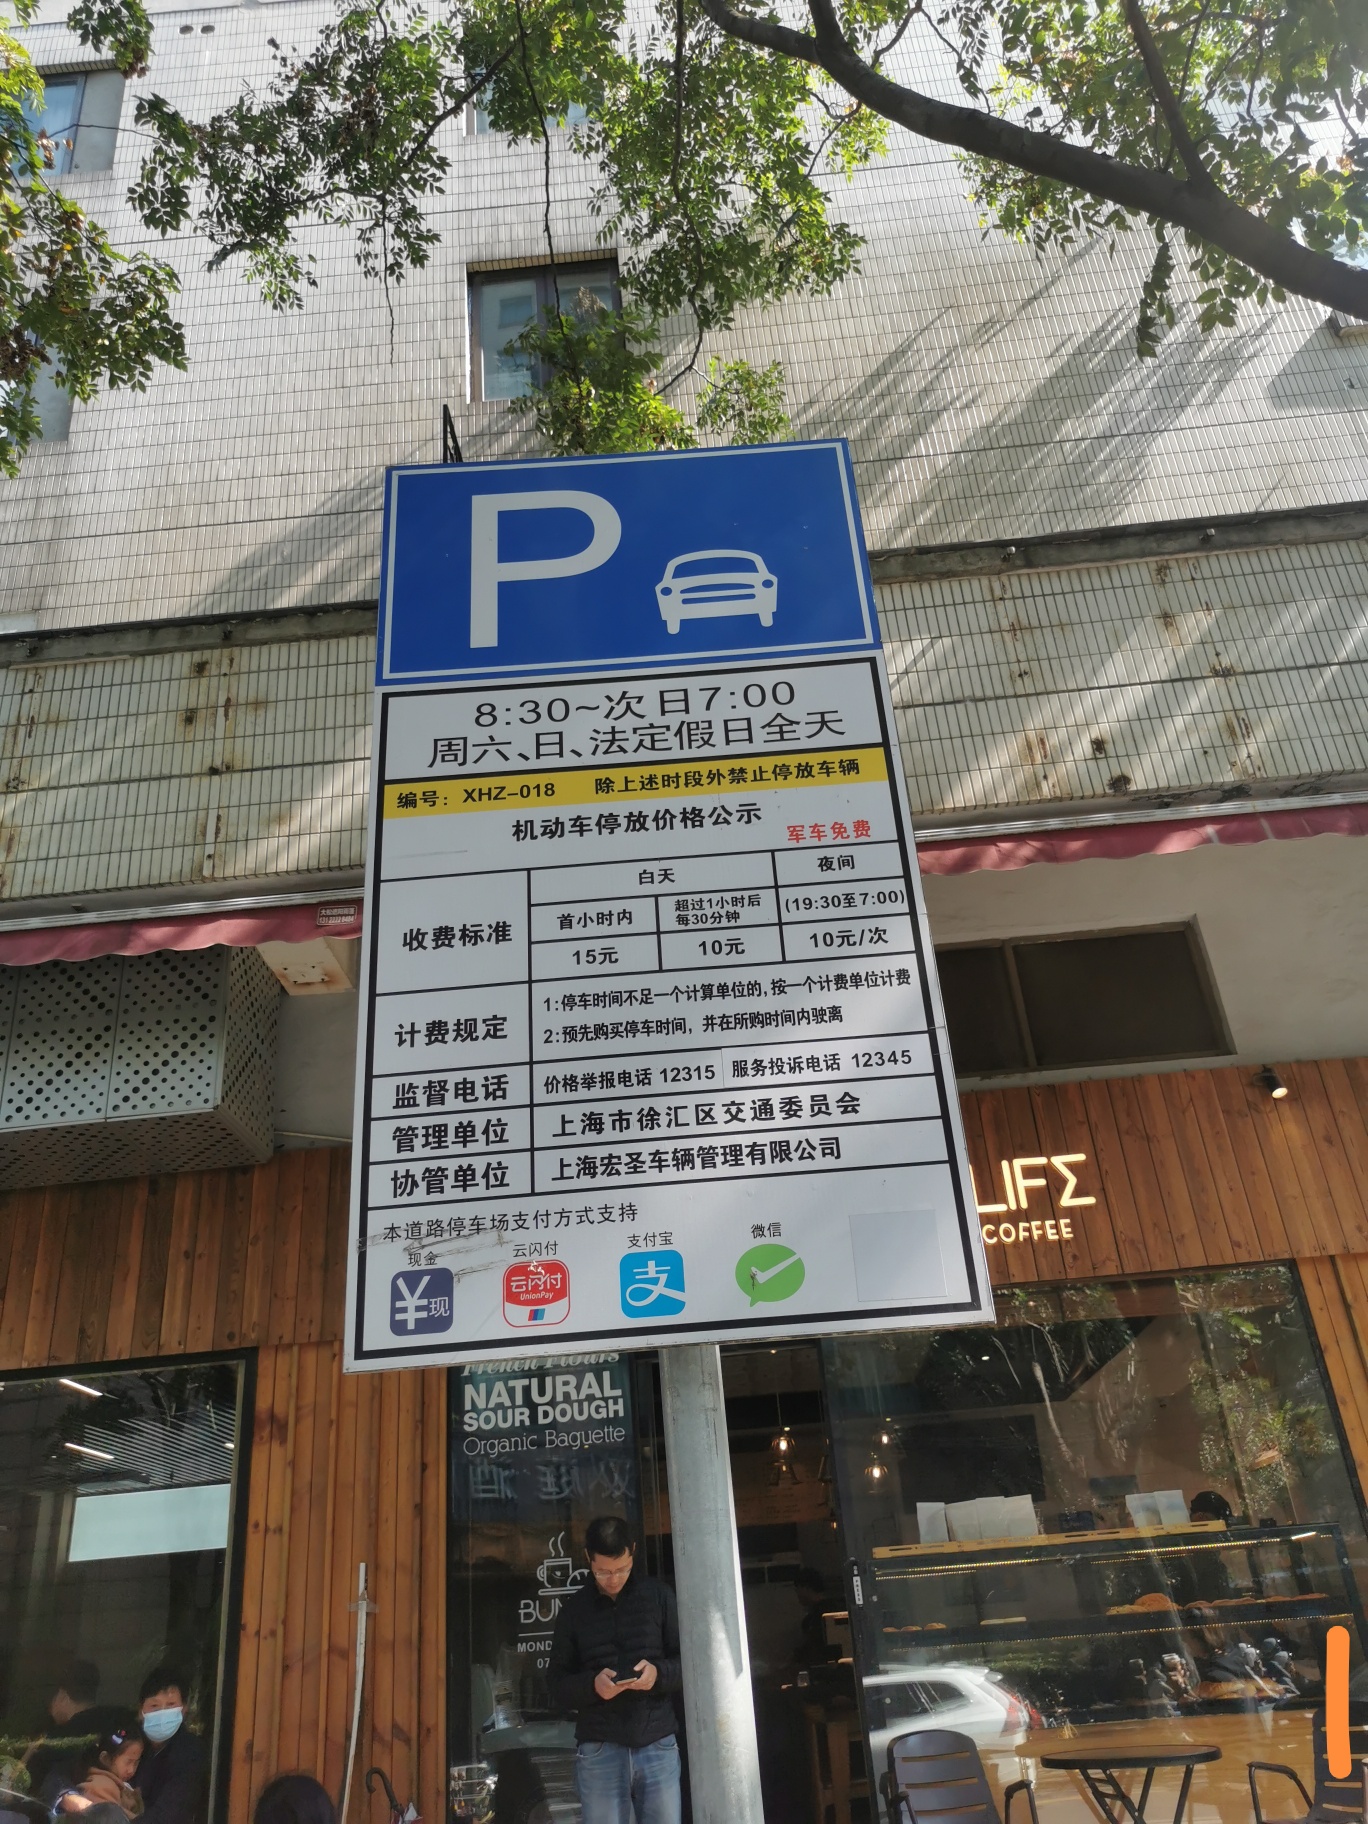 P
8:30~次日7:00
周六、日、法定假日全天
编号：XHZ-018 除上述时段外禁止停放车辆
机动车停放价格公示
军车免费
收费标准
白天
夜间
首小时内
超过1小时后
每30分钟
(19:30至7:00)
15元
10元
10元/次
计费规定
1:停车时间不足一个计算单位的,按一个计费单位计费
2:预先购买停车时间，并在所购时间内驶离
监督电话
价格举报电话 12315
服务投诉电话 12345
管理单位
上海市徐汇区交通委员会
协管单位
上海宏圣车辆管理有限公司
本道路停车场支付方式支持
现金
云闪付
支付宝
微信
¥现
云闪付
UnionPay
支
LIFE
COFFEE
French Flours
NATURAL
SOUR DOUGH
Organic Baguette
BUN
MOND
07